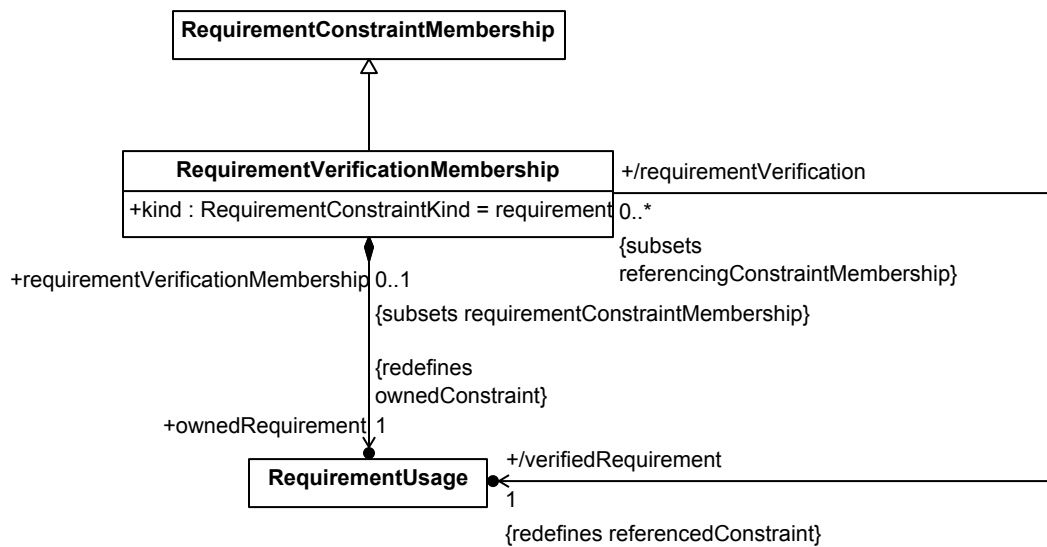 RequirementConstraintMembership
RequirementVerificationMembership
+/requirementVerification
+kind : RequirementConstraintKind = requirement
0..*
{subsets
referencingConstraintMembership}
+requirementVerificationMembership
0..1
{subsets requirementConstraintMembership}
{redefines
ownedConstraint}
+ownedRequirement
1
RequirementUsage
+/verifiedRequirement
1
{redefines referencedConstraint}